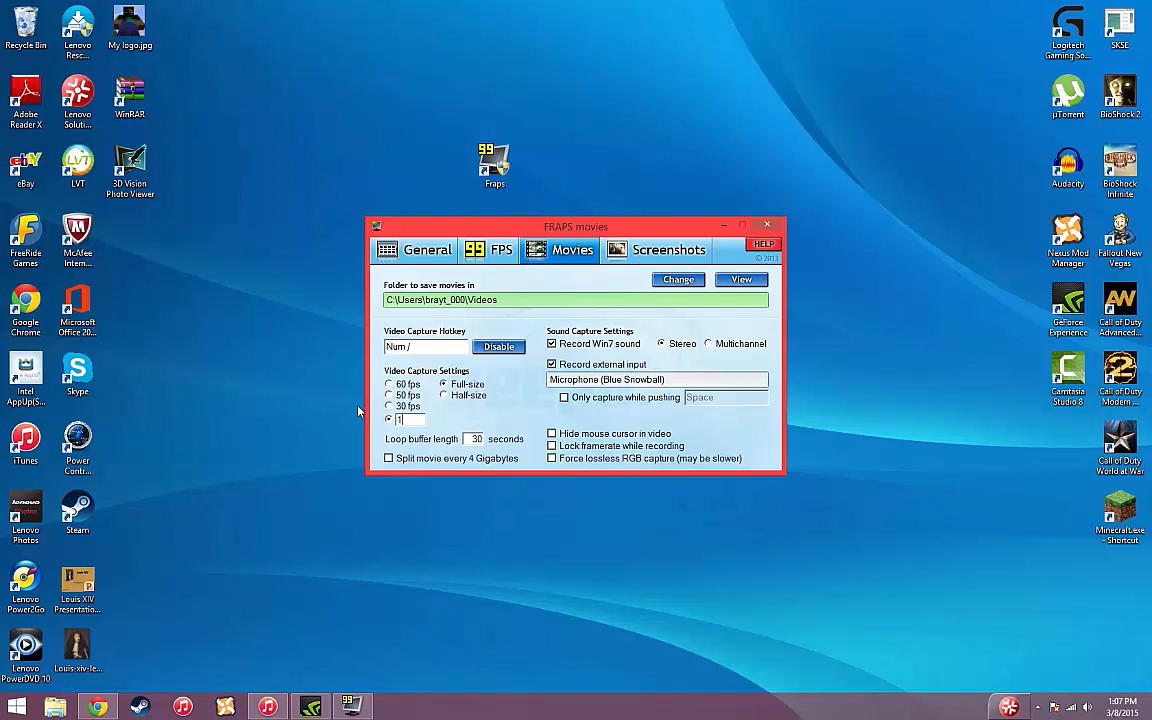 Recycle Bin
Lenovo Resc...
My logo.jpg
Adobe Reader X
Lenovo Soluti...
WinRAR
eBay
LVT
3D Vision Photo Viewer
FreeRide Games
McAfee Intern...
Google Chrome
Microsoft Office 20...
Intel AppUp(S...
Skype
iTunes
Power Contr...
Lenovo Photos
Steam
Lenovo Power2Go
Louis XIV Presentatio...
Lenovo PowerDVD 10
Louis-xiv-le...
99
Fraps
FRAPS movies
General
99 FPS
Movies
Screenshots
HELP
© 2013
Folder to save movies in
Change
View
C:\Users\brayt_000\Videos
Video Capture Hotkey
Num /
Disable
Sound Capture Settings
Record Win7 sound
Stereo
Multichannel
Record external input
Microphone (Blue Snowball)
Only capture while pushing
Space
Video Capture Settings
60 fps
50 fps
30 fps
1
Full-size
Half-size
Loop buffer length 30 seconds
Split movie every 4 Gigabytes
Hide mouse cursor in video
Lock framerate while recording
Force lossless RGB capture (may be slower)
Logitech Gaming So...
SKSE
µTorrent
BioShock 2
Audacity
BioShock Infinite
Nexus Mod Manager
Fallout New Vegas
GeForce Experience
Call of Duty Advanced...
Camtasia Studio 8
Call of Duty Modern ...
Call of Duty World at War
Minecraft.exe - Shortcut
1:07 PM
3/8/2015